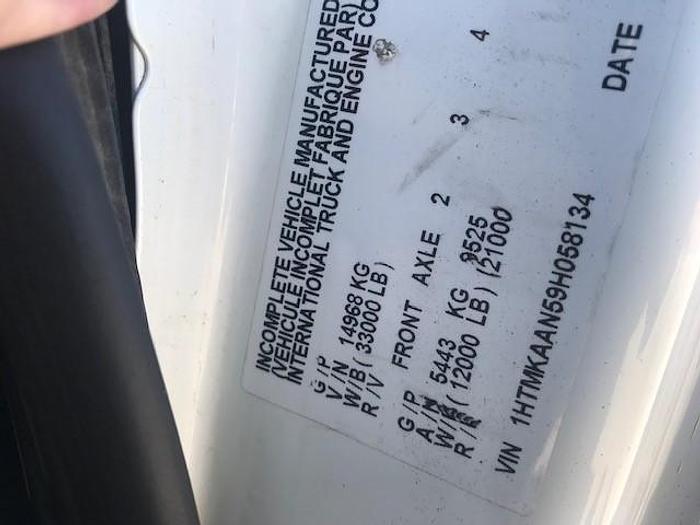 INCOMPLETE VEHICLE MANUFACTURED
(VEHICULE INCOMPLET FABRIQUE PAR)
INTERNATIONAL TRUCK AND ENGINE CO
G/P
V/N 14968 KG
W/B ( 33000 LB )
R /V
FRONT AXLE 2 3 4
G/P
A/N 5443 KG 9525
W/ ( 12000 LB ) (21000
R /
VIN 1HTMKAAN59H058134
DATE